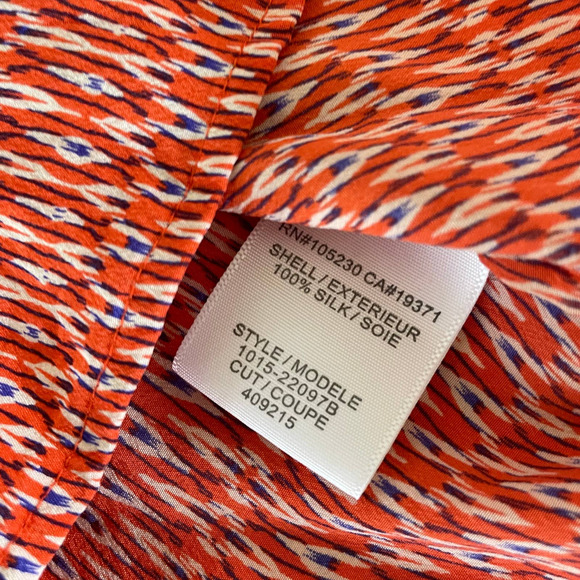 RN#105230 CA#19371
SHELL/EXTERIEUR
100% SILK/SOIE
STYLE/MODELE
1015-22097B
CUT/COUPE
409215